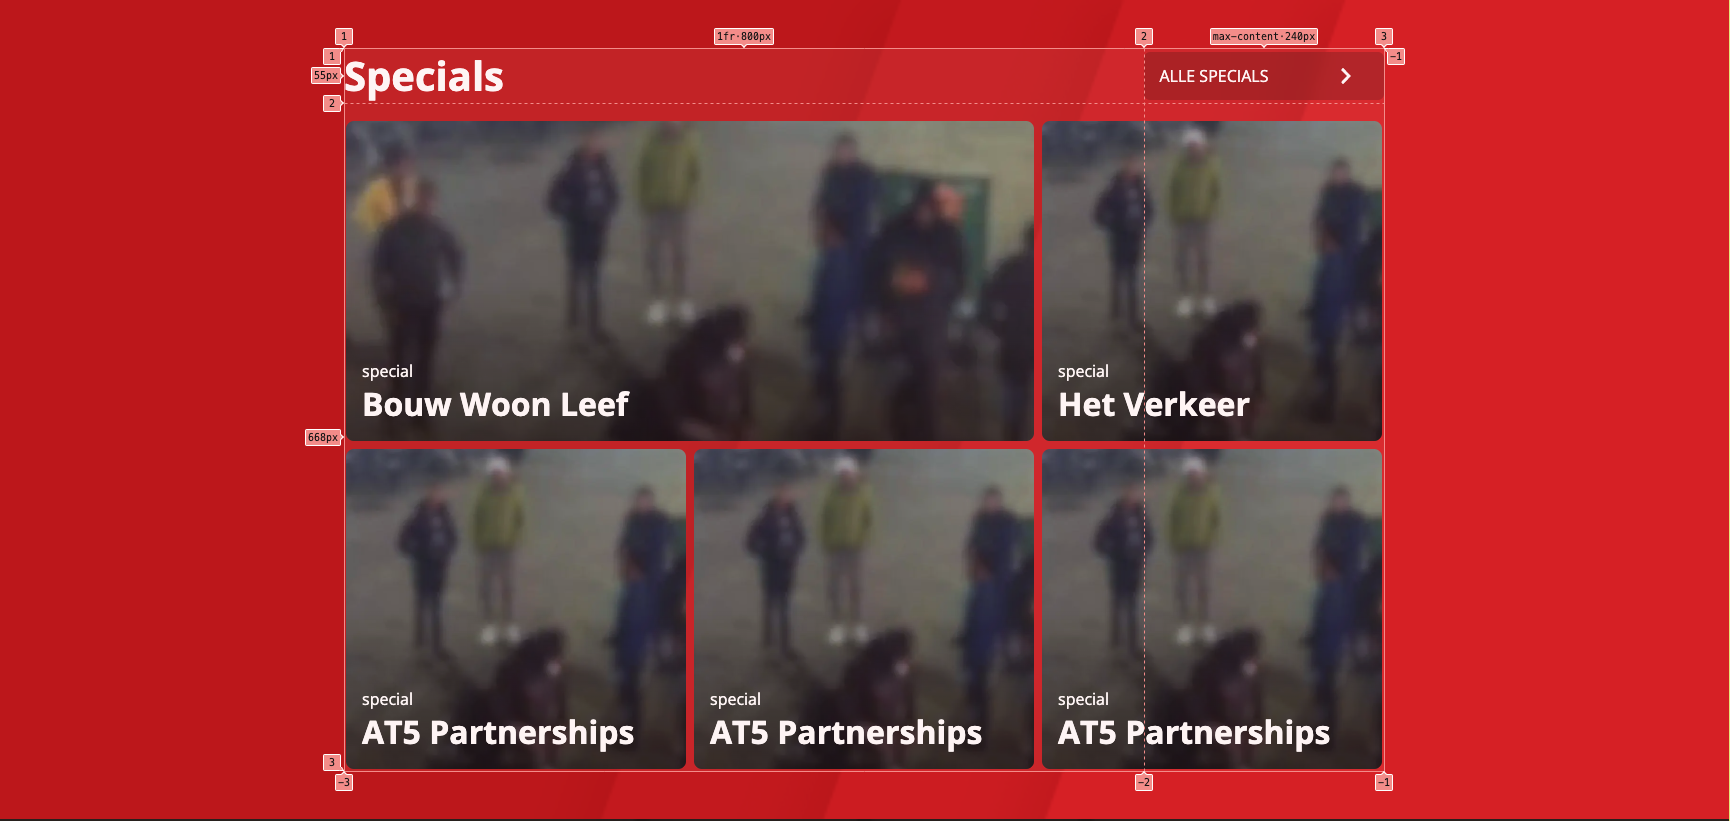 1
1fr·800px
2
max-content·240px
3
1
-1
55px
Specials
ALLE SPECIALS
2
special
Bouw Woon Leef
special
Het Verkeer
668px
special
AT5 Partnerships
special
AT5 Partnerships
special
AT5 Partnerships
3
-3
-2
-1